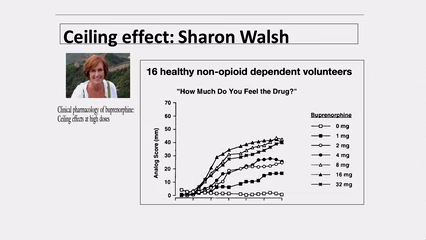 Ceiling effect: Sharon Walsh
Clinical pharmacology of buprenorphine:
Ceiling effects at high doses
16 healthy non-opioid dependent volunteers
"How Much Do You Feel the Drug?"
Analog Score (mm)
70
60
50
40
30
20
10
0
Buprenorphine
0 mg
1 mg
2 mg
4 mg
8 mg
16 mg
32 mg